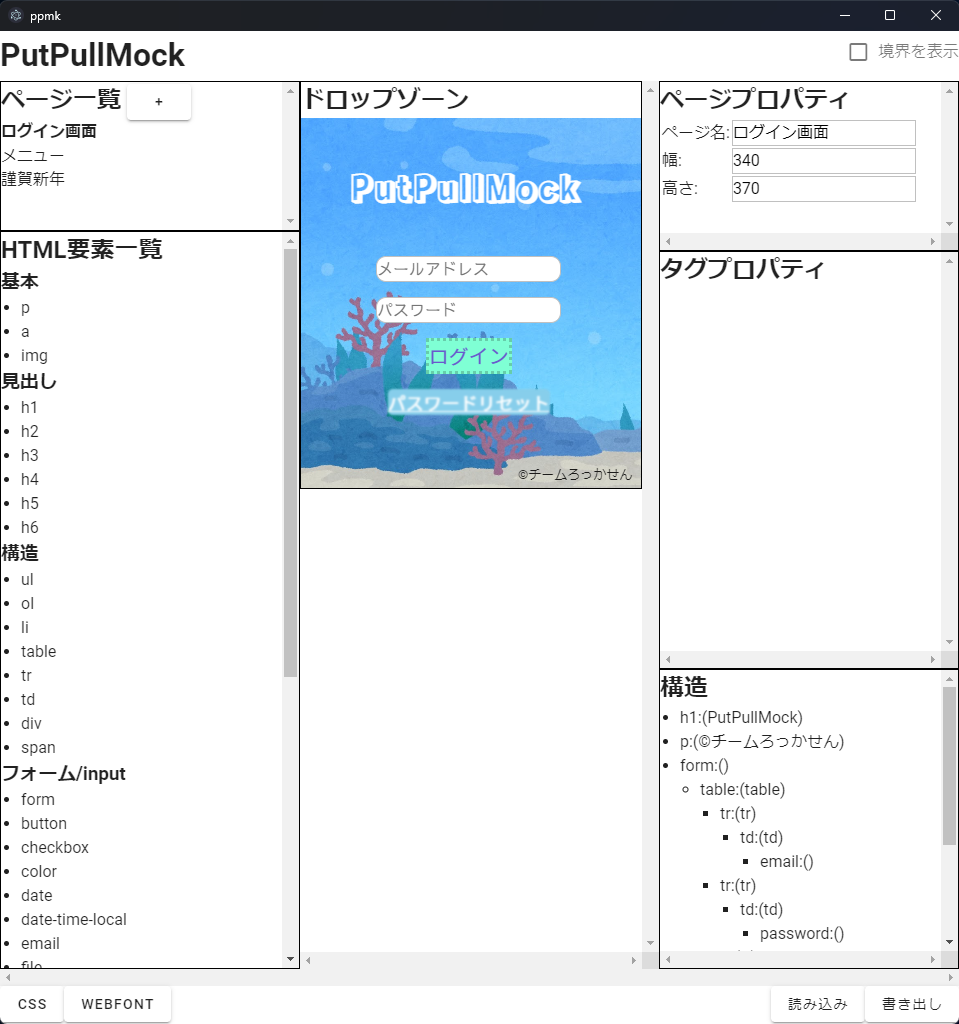 ppmk
PutPullMock
境界を表示
ページ一覧 +
ログイン画面
メニュー
謹賀新年
HTML要素一覧
基本
p
a
img
見出し
h1
h2
h3
h4
h5
h6
構造
ul
ol
li
table
tr
td
div
span
フォーム/input
form
button
checkbox
color
date
date-time-local
email
file
ドロップゾーン
PutPullMock
メールアドレス
パスワード
ログイン
パスワードリセット
©チームろっかせん
ページプロパティ
ページ名: ログイン画面
幅: 340
高さ: 370
タグプロパティ
構造
h1:(PutPullMock)
p:(©チームろっかせん)
form:()
table:(table)
tr:(tr)
td:(td)
email:()
tr:(tr)
td:(td)
password:()
CSS WEBFONT 読み込み 書き出し